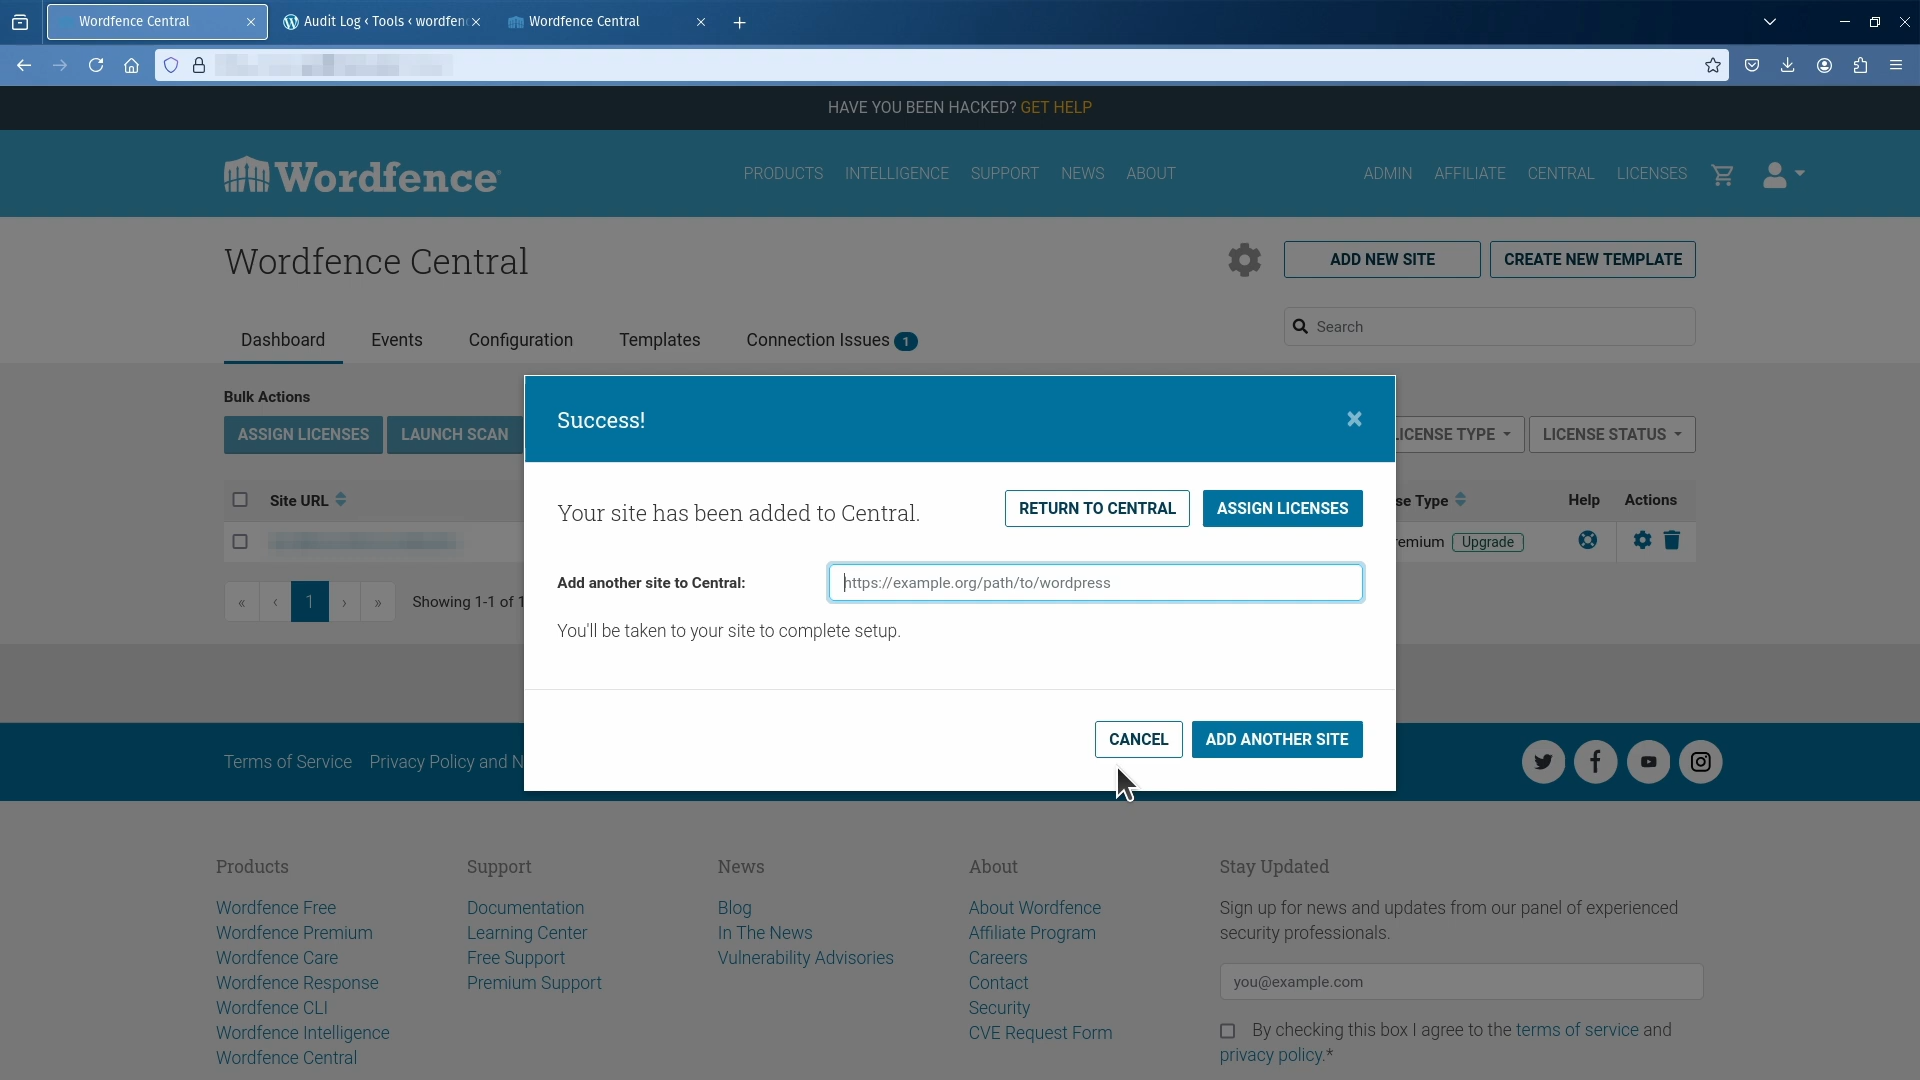 Wordfence Central
Audit Log ‹ Tools ‹ wordfen
Wordfence Central
HAVE YOU BEEN HACKED? GET HELP
Wordfence
PRODUCTS INTELLIGENCE SUPPORT NEWS ABOUT
ADMIN AFFILIATE CENTRAL LICENSES
Wordfence Central
ADD NEW SITE
CREATE NEW TEMPLATE
Dashboard Events Configuration Templates Connection Issues 1
Search
Bulk Actions
ASSIGN LICENSES LAUNCH SCAN
LICENSE TYPE LICENSE STATUS
Site URL
se Type Help Actions
emium Upgrade
« ‹ 1 › » Showing 1-1 of 1
Success!
×
Your site has been added to Central.
RETURN TO CENTRAL
ASSIGN LICENSES
Add another site to Central:
https://example.org/path/to/wordpress
You'll be taken to your site to complete setup.
CANCEL
ADD ANOTHER SITE
Terms of Service Privacy Policy and N
Products
Wordfence Free
Wordfence Premium
Wordfence Care
Wordfence Response
Wordfence CLI
Wordfence Intelligence
Wordfence Central
Support
Documentation
Learning Center
Free Support
Premium Support
News
Blog
In The News
Vulnerability Advisories
About
About Wordfence
Affiliate Program
Careers
Contact
Security
CVE Request Form
Stay Updated
Sign up for news and updates from our panel of experienced
security professionals.
you@example.com
By checking this box I agree to the terms of service and
privacy policy.*